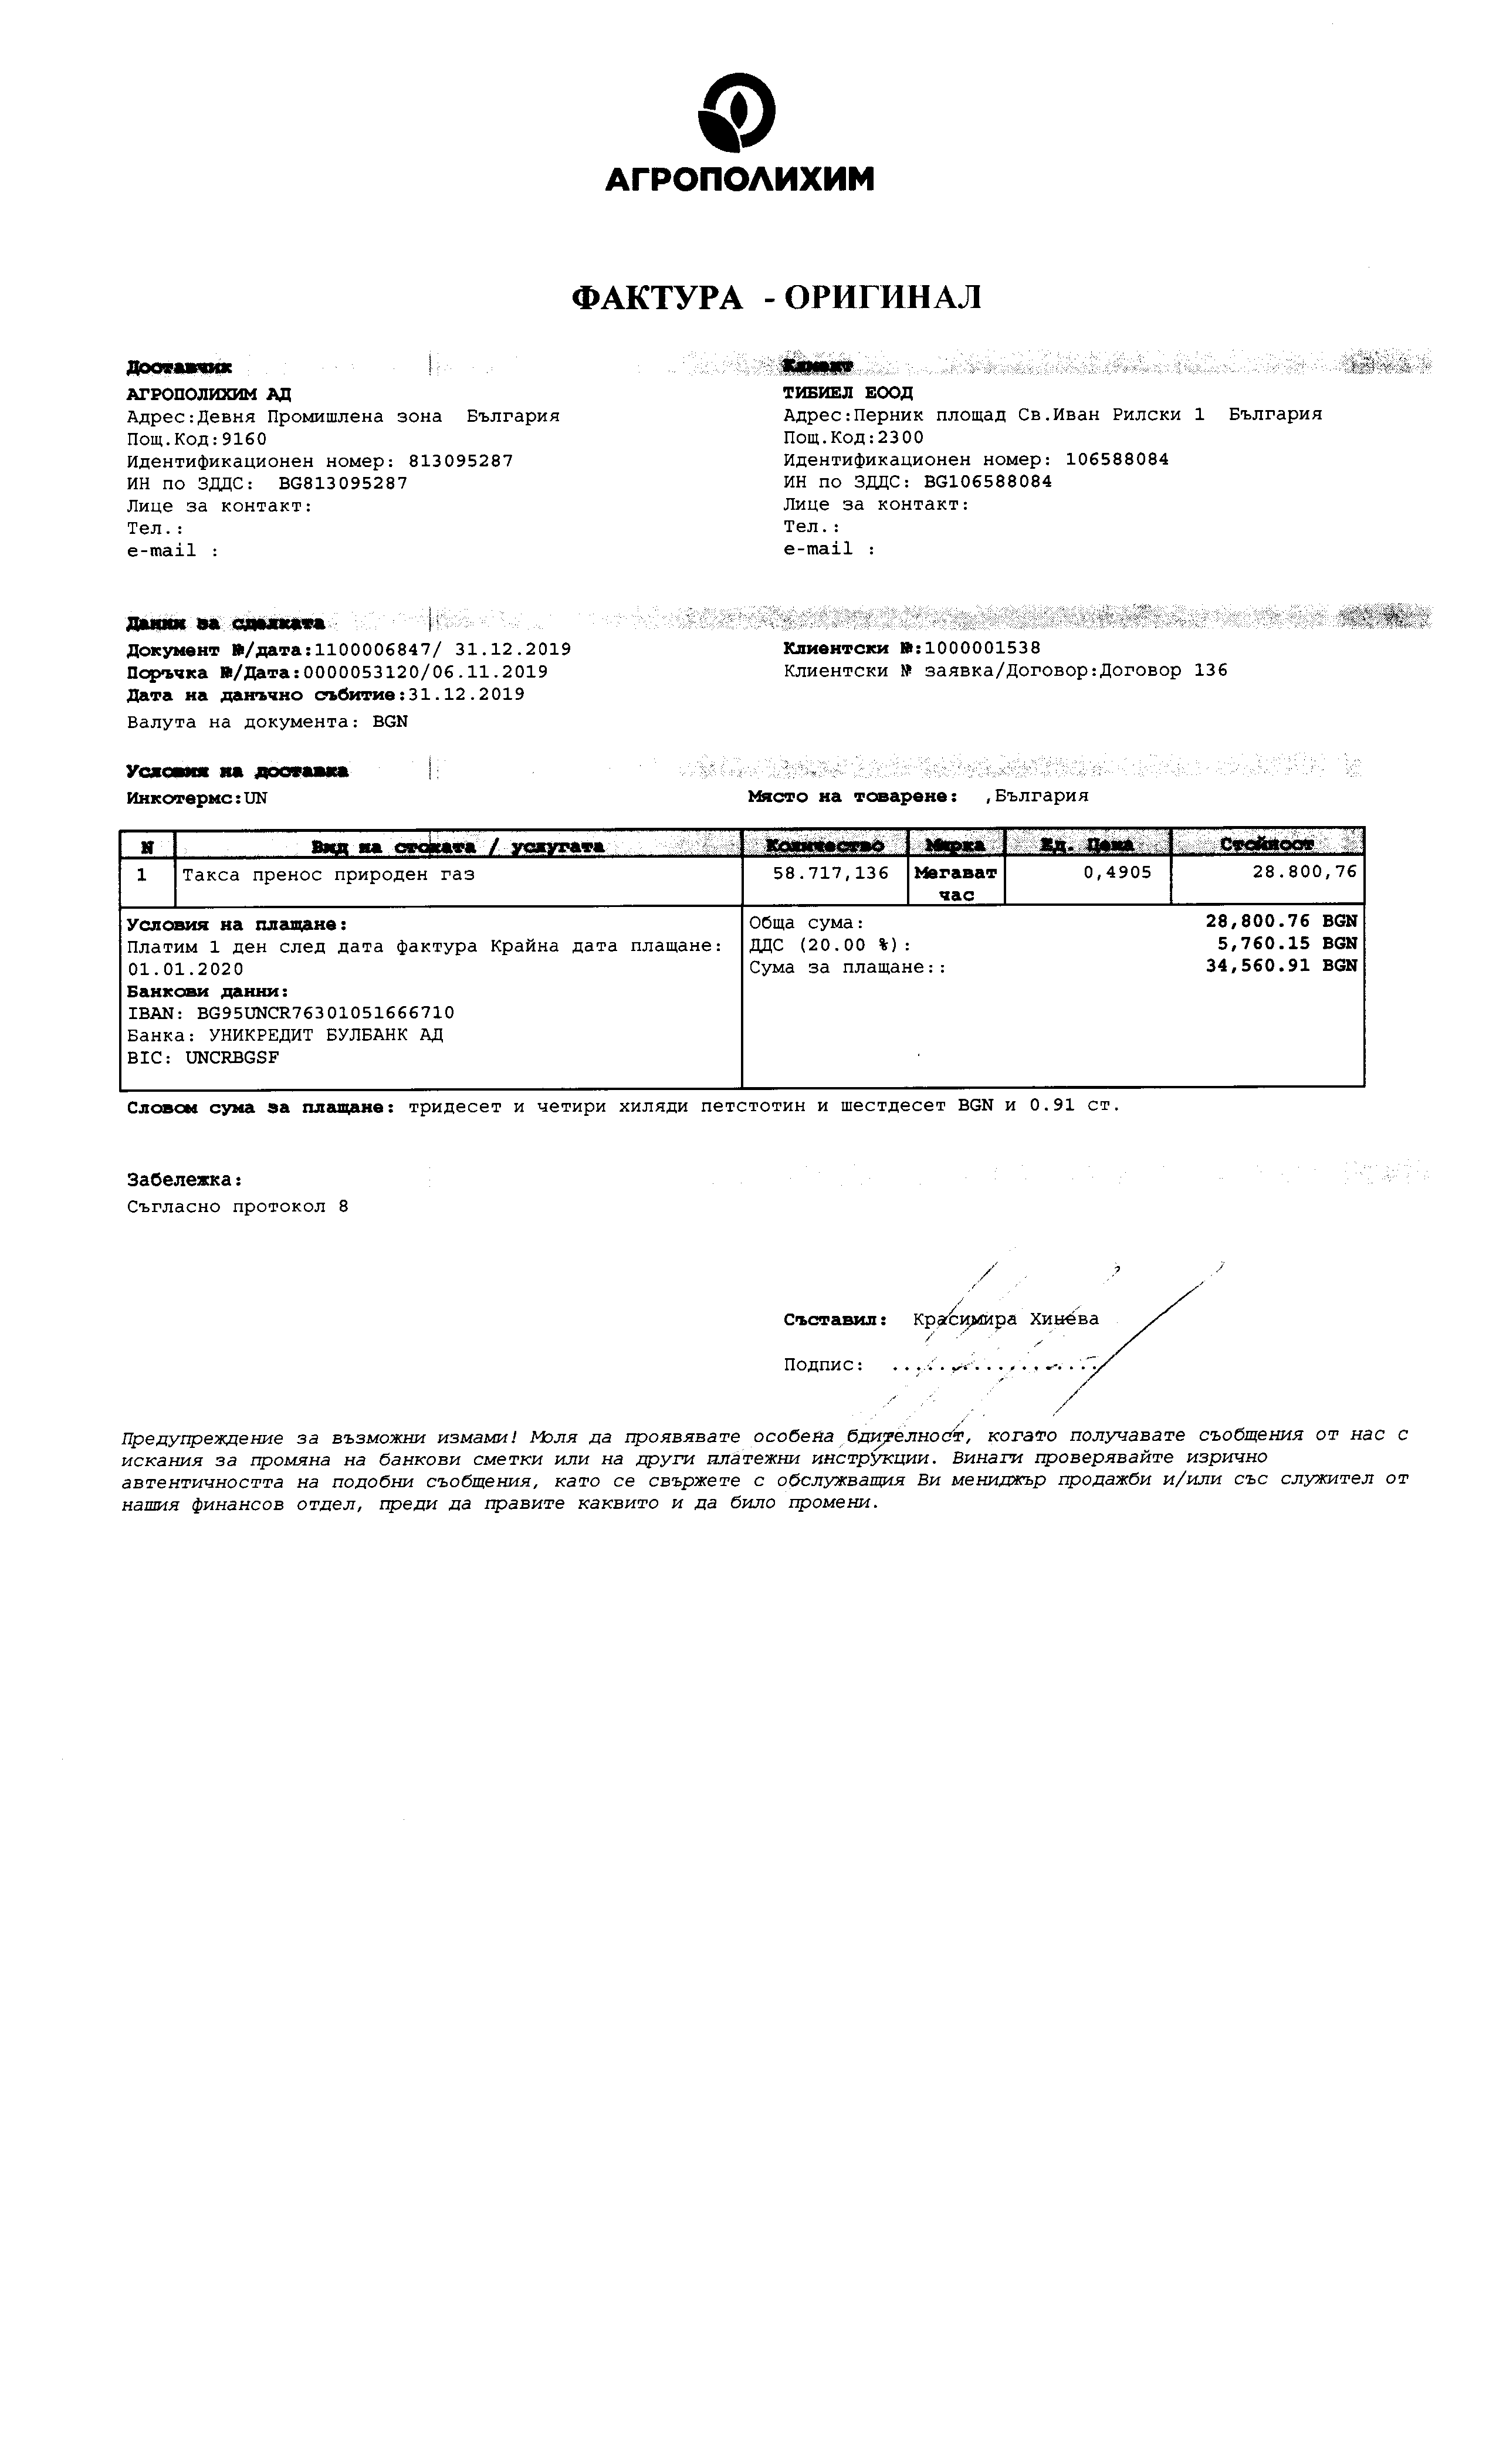 АГРОПОЛИХИМ
ФАКТУРА - ОРИГИНАЛ
Доставчик
Клиент
АГРОПОЛИХИМ АД
Адрес:Девня Промишлена зона България
Пощ.Код:9160
Идентификационен номер: 813095287
ИН по ЗДДС: BG813095287
Лице за контакт:
Тел.:
e-mail :
ТИБИЕЛ ЕООД
Адрес:Перник площад Св.Иван Рилски 1 България
Пощ.Код:2300
Идентификационен номер: 106588084
ИН по ЗДДС: BG106588084
Лице за контакт:
Тел.:
e-mail :
Данни за сделката
Документ №/дата:1100006847/ 31.12.2019
Поръчка №/Дата:0000053120/06.11.2019
Дата на данъчно събитие:31.12.2019
Валута на документа: BGN
Клиентски №:1000001538
Клиентски № заявка/Договор:Договор 136
Условия на доставка
Инкотермс:UN
Място на товарене: ,България
N Вид на стоката / услугата Количество Мярка Ед. Цена Стойност
1 Такса пренос природен газ 58.717,136 Мегават 0,4905 28.800,76
час
Условия на плащане:
Платим 1 ден след дата фактура Крайна дата плащане:
01.01.2020
Банкови данни:
IBAN: BG95UNCR76301051666710
Банка: УНИКРЕДИТ БУЛБАНК АД
BIC: UNCRBGSF
Обща сума: 28,800.76 BGN
ДДС (20.00 %): 5,760.15 BGN
Сума за плащане:: 34,560.91 BGN
Словом сума за плащане: тридесет и четири хиляди петстотин и шестдесет BGN и 0.91 ст.
Забележка:
Съгласно протокол 8
Съставил: Красимира Хинева
Подпис: ..................
Предупреждение за възможни измами! Моля да проявявате особена бдителност, когато получавате съобщения от нас с
искания за промяна на банкови сметки или на други платежни инструкции. Винаги проверявайте изрично
автентичността на подобни съобщения, като се свържете с обслужващия Ви мениджър продажби и/или със служител от
нашия финансов отдел, преди да правите каквито и да било промени.